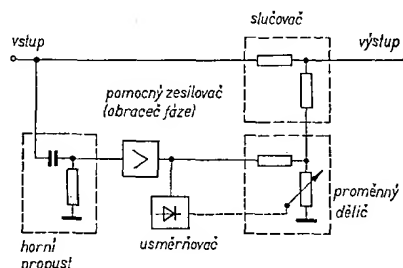 slučovač
vstup
výstup
pomocný zesilovač
(obraceč fáze)
proměnný
dělič
usměrňovač
horní
propust